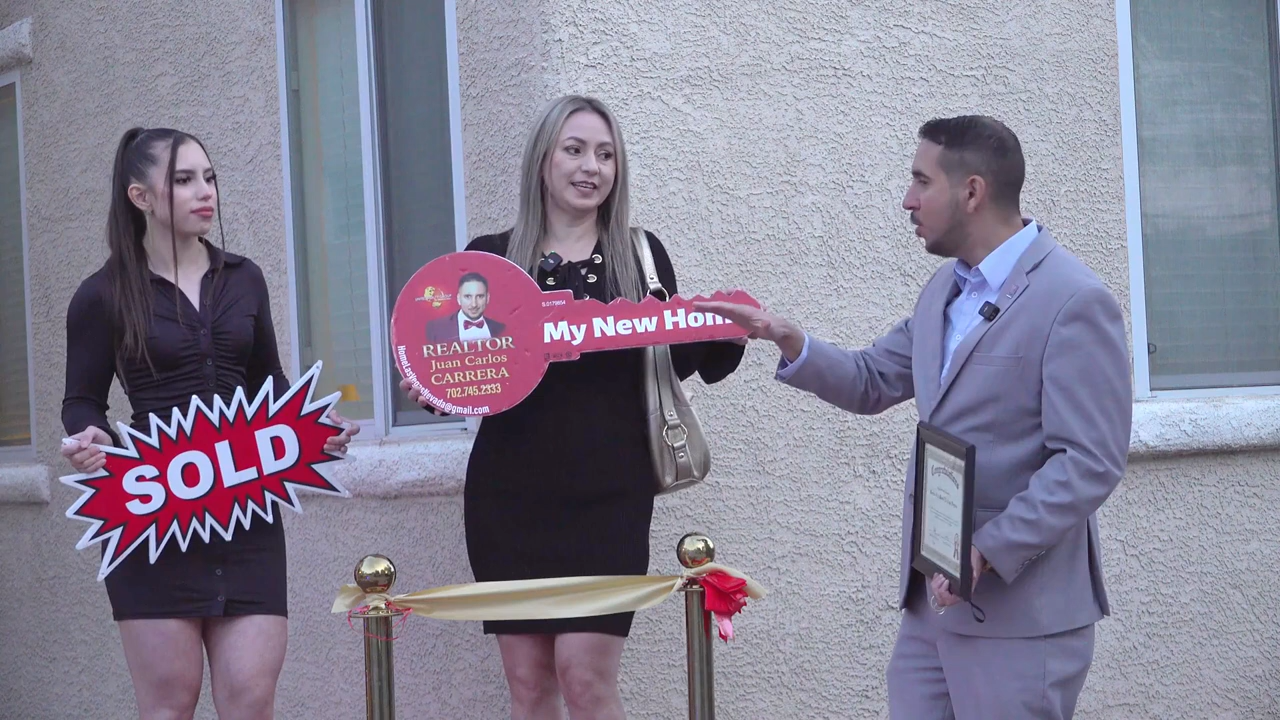 SOLD
REALTOR
Juan Carlos
CARRERA
702.745.2333
My New Hom